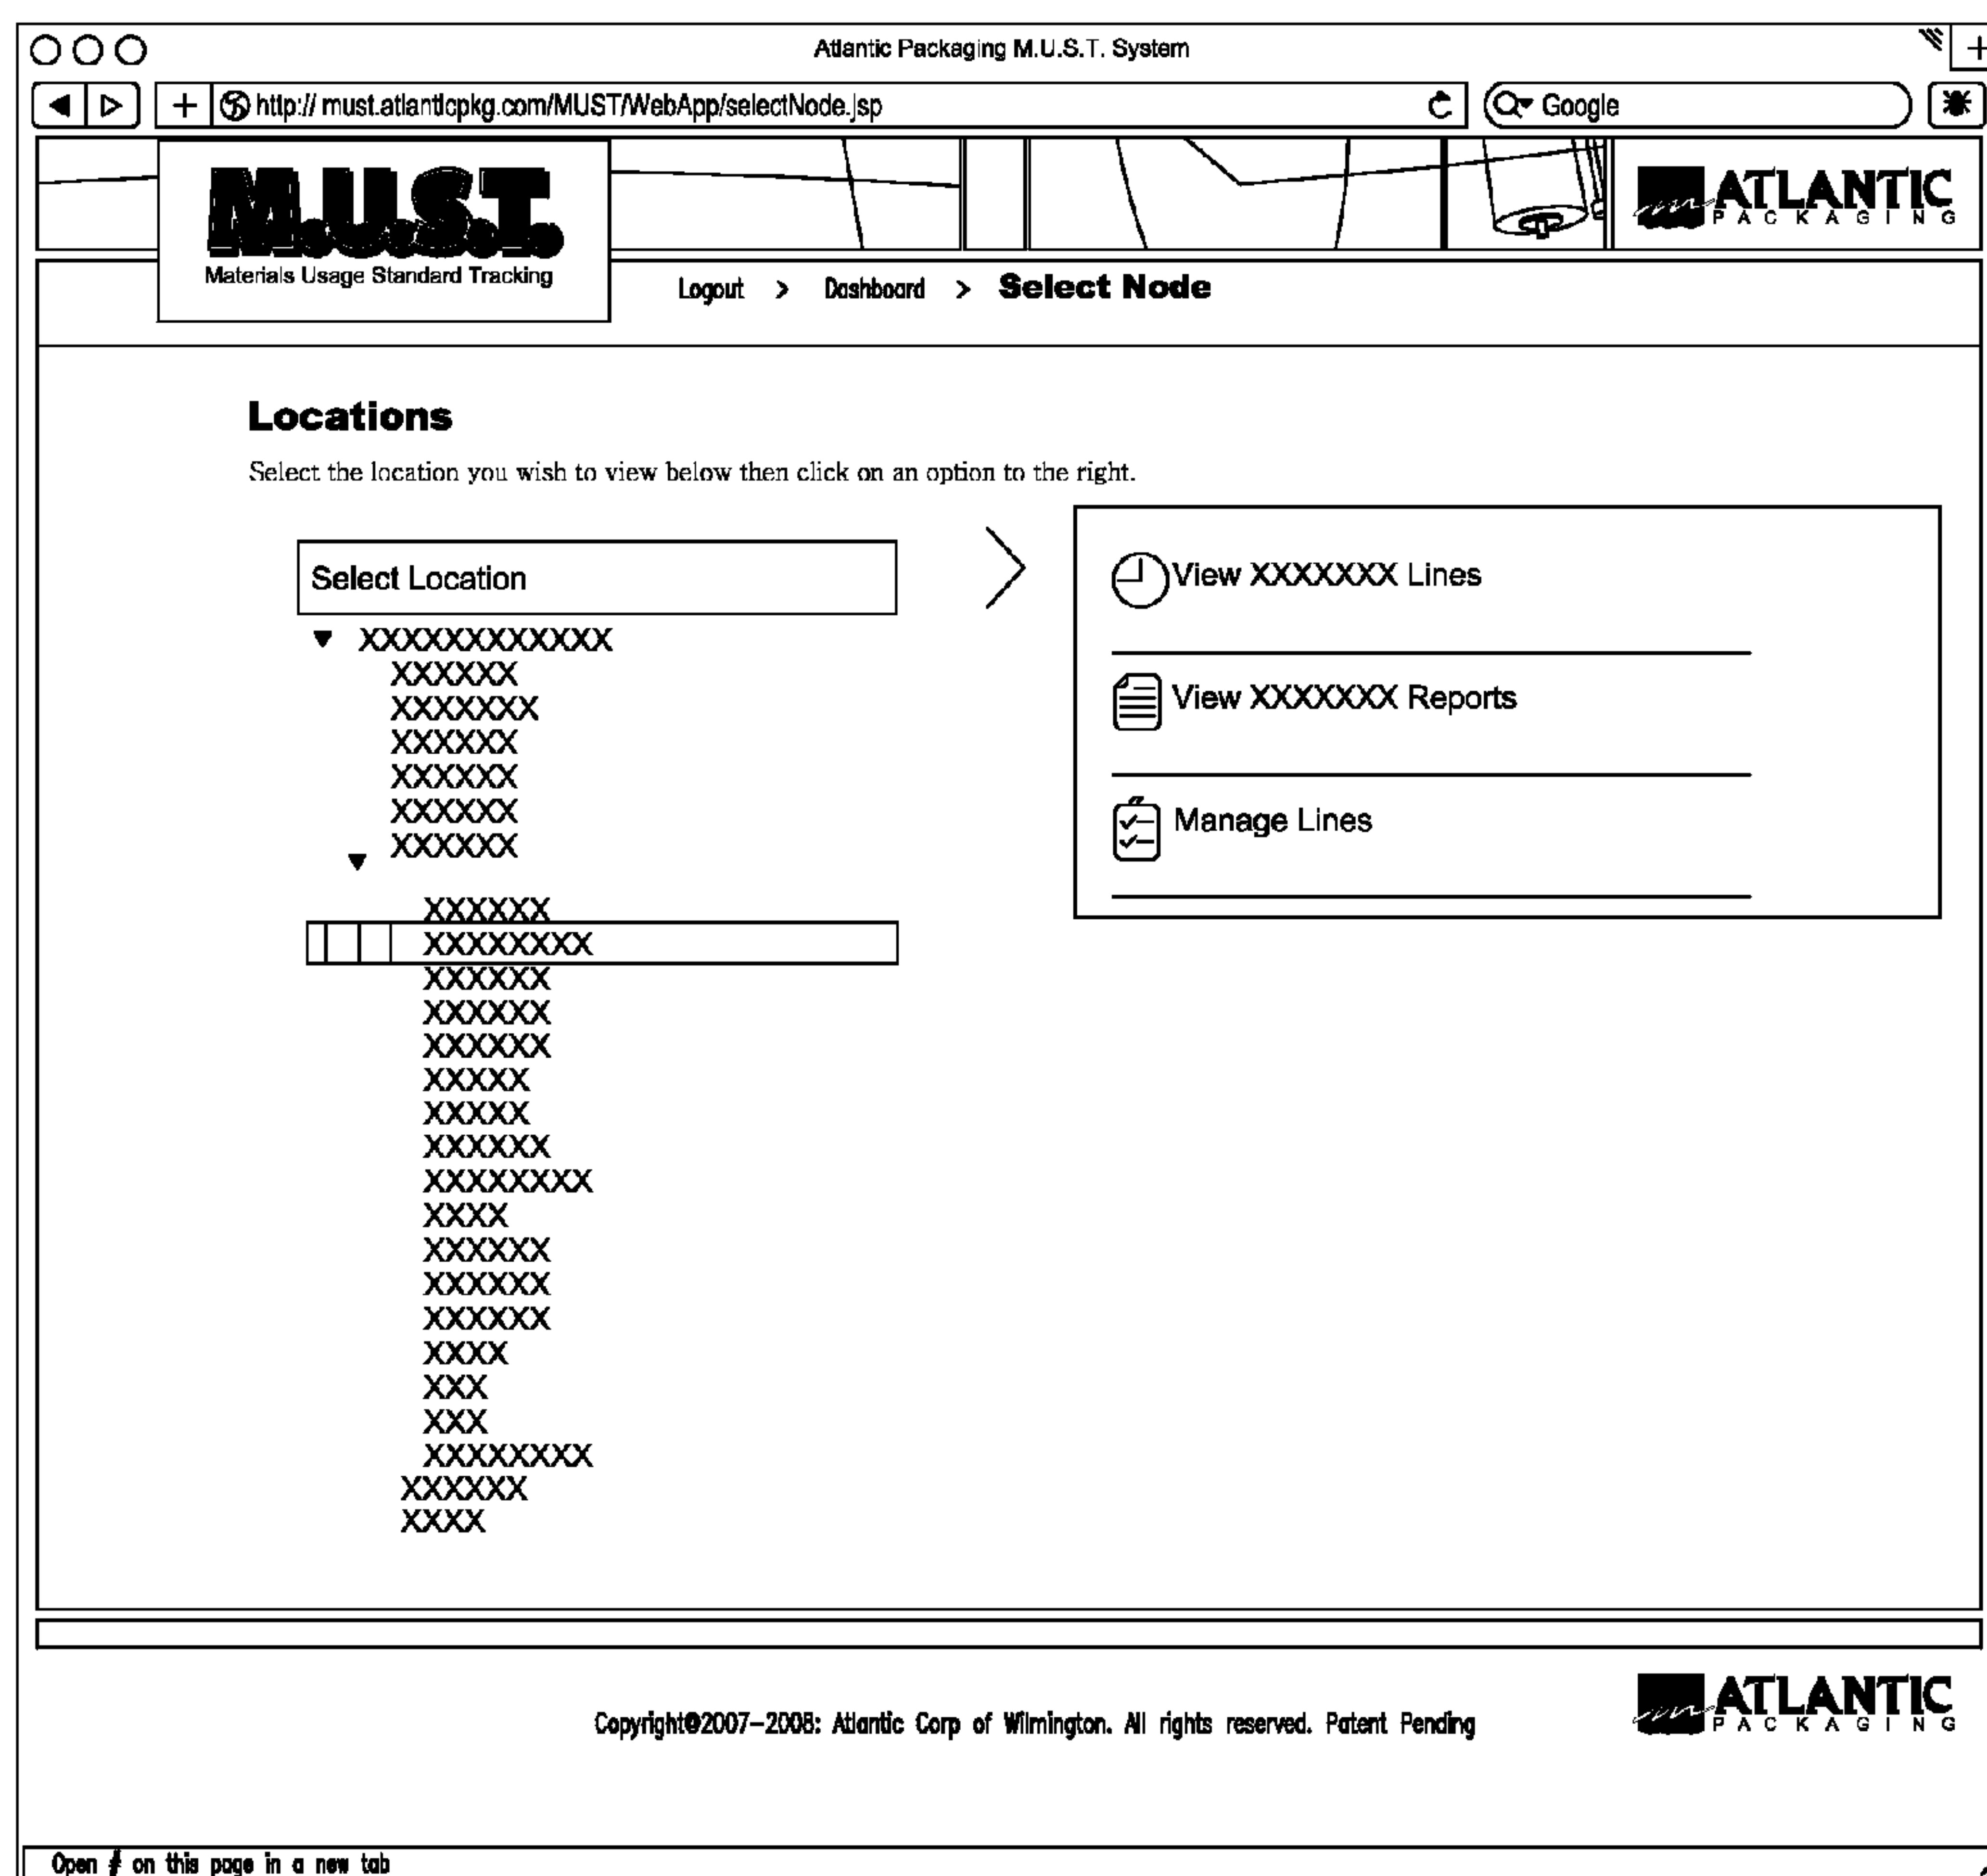 Atlantic Packaging M.U.S.T. System
http:// must.atlanticpkg.com/MUST/WebApp/selectNode.jsp
Google
M.U.S.T.
Materials Usage Standard Tracking
ATLANTIC
PACKAGING
Logout > Dashboard > Select Node
Locations
Select the location you wish to view below then click on an option to the right.
Select Location
XXXXXXXXXXXX
XXXXXX
XXXXXXX
XXXXXX
XXXXXX
XXXXXX
XXXXXX
XXXXXX
XXXXXXXX
XXXXXX
XXXXXX
XXXXXX
XXXXX
XXXXX
XXXXXX
XXXXXXXX
XXXX
XXXXXX
XXXXXX
XXXXXX
XXXX
XXX
XXX
XXXXXXXX
XXXXXX
XXXX
View XXXXXXX Lines
View XXXXXXX Reports
Manage Lines
Copyright©2007-2008: Atlantic Corp of Wilmington. All rights reserved. Patent Pending
ATLANTIC
PACKAGING
Open # on this page in a new tab